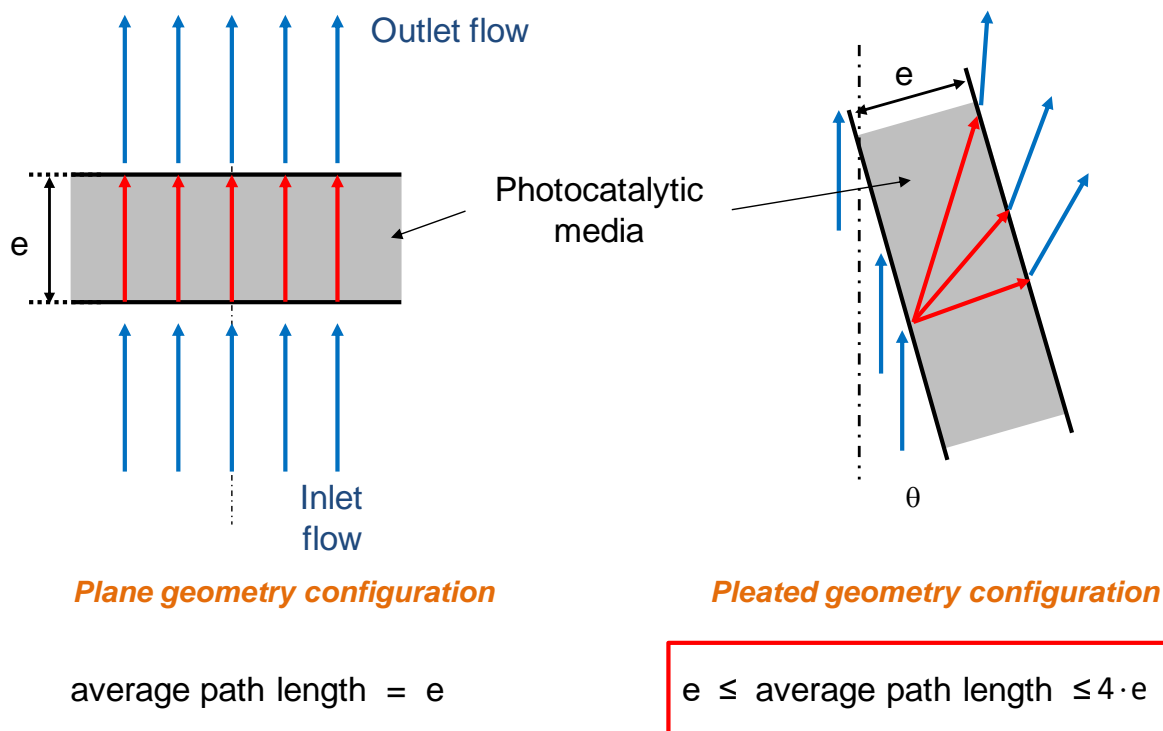 Outlet flow
e
e
Photocatalytic
media
Inlet
flow
θ
Plane geometry configuration
Pleated geometry configuration
average path length = e
e ≤ average path length ≤ 4 · e